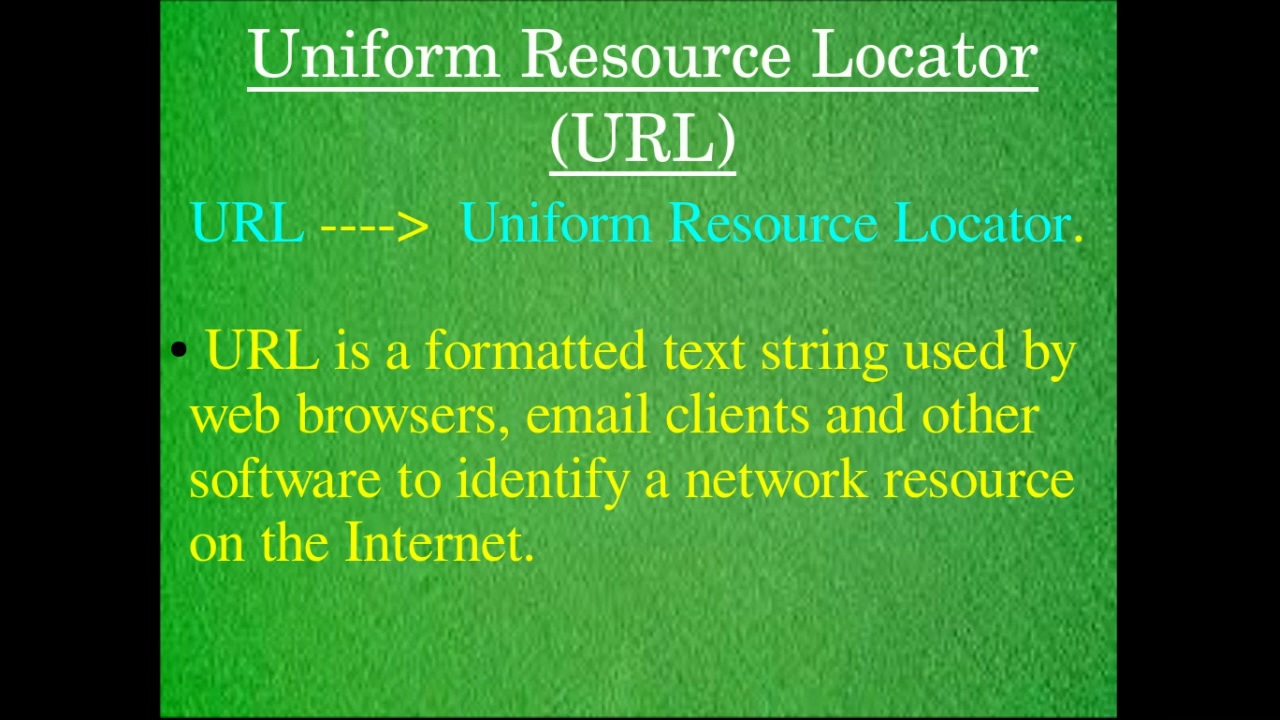 Uniform Resource Locator
(URL)
URL ----> Uniform Resource Locator.
• URL is a formatted text string used by
web browsers, email clients and other
software to identify a network resource
on the Internet.